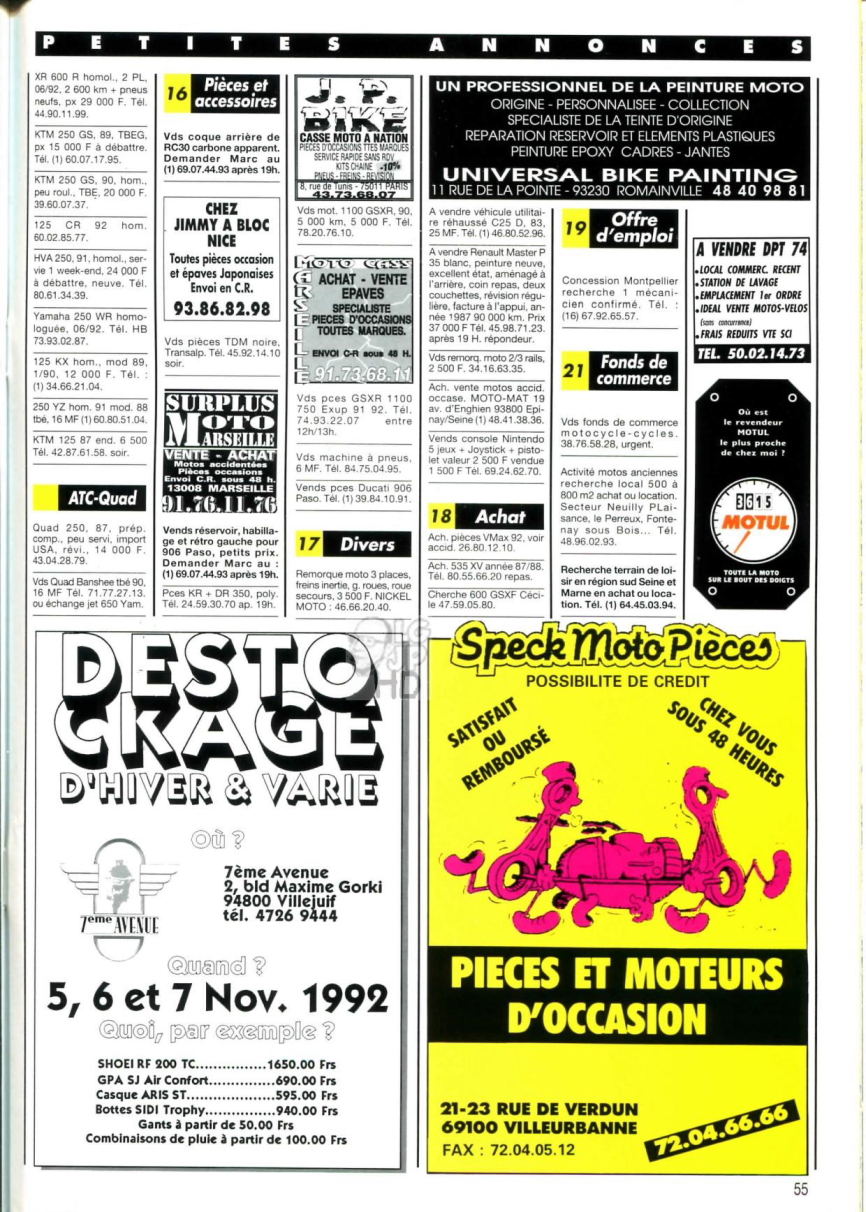 PETITES ANNONCES
XR 600 R homol., 2 PL,
06/92, 2 600 km + pneus
neufs, px 29 000 F. Tél.
44.90.11.99.
KTM 250 GS, 89, TBEG,
px 15 000 F à débattre.
Tél. (1) 60.07.17.95.
KTM 250 GS, 90, hom.,
peu roul., TBE, 20 000 F.
39.60.07.37.
125 CR 92 hom.
60.02.85.77.
HVA 250, 91, homol., ser-
vie 1 week-end, 24 000 F
à débattre, neuve. Tél.
80.61.34.39.
Yamaha 250 WR homo-
loguée, 06/92. Tél. HB
73.93.02.87.
125 KX hom., mod 89,
1/90, 12 000 F. Tél. :
(1) 34.66.21.04.
250 YZ hom. 91 mod. 88
tbé, 16 MF (1) 60.80.51.04.
KTM 125 87 end. 6 500
Tél. 42.87.61.58. soir.
ATC-Quad
Quad 250, 87, prép.
comp., peu servi, import
USA, révi., 14 000 F.
43.04.28.79.
Vds Quad Banshee tbé 90,
16 MF Tél. 71.77.27.13.
ou échange jet 650 Yam.
16 Pièces et
accessoires
Vds coque arrière de
RC30 carbone apparent.
Demander Marc au
(1) 69.07.44.93 après 19h.
CHEZ
JIMMY A BLOC
NICE
Toutes pièces occasion
et épaves Japonaises
Envoi en C.R.
93.86.82.98
Vds pièces TDM noire,
Transalp. Tél. 45.92.14.10
soir.
SURPLUS
MOTO
MARSEILLE
VENTE - ACHAT
Motos accidentées
Pièces occasions
Envoi C.R. sous 48 h.
13008 MARSEILLE
91.76.11.76
Vends réservoir, habilla-
ge et rétro gauche pour
906 Paso, petits prix.
Demander Marc au :
(1) 69.07.44.93 après 19h.
Pces KR + DR 350, poly.
Tél. 24.59.30.70 ap. 19h.
J.P.
BIKE
CASSE MOTO A NATION
PIECES D'OCCASIONS TTES MARQUES
SERVICE RAPIDE SANS RDV
KITS CHAINE -10%
PNEUS - FREINS - REVISION
8, rue de Tunis - 75011 PARIS
43.73.68.07
Vds mot. 1100 GSXR, 90,
5 000 km, 5 000 F. Tél.
78.20.76.10.
MOTO CASS
MARSEILLE
ACHAT - VENTE
EPAVES
SPECIALISTE
PIECES D'OCCASIONS
TOUTES MARQUES.
ENVOI C-R sous 48 H.
91.73.68.11
Vds pces GSXR 1100
750 Exup 91 92. Tél.
74.93.22.07 entre
12h/13h.
Vds machine à pneus,
6 MF. Tél. 84.75.04.95.
Vends pces Ducati 906
Paso. Tél. (1) 39.84.10.91.
17 Divers
Remorque moto 3 places,
freins inertie, g. roues, roue
secours, 3 500 F. NICKEL
MOTO : 46.66.20.40.
UN PROFESSIONNEL DE LA PEINTURE MOTO
ORIGINE - PERSONNALISEE - COLLECTION
SPECIALISTE DE LA TEINTE D'ORIGINE
REPARATION RESERVOIR ET ELEMENTS PLASTIQUES
PEINTURE EPOXY CADRES - JANTES
UNIVERSAL BIKE PAINTING
11 RUE DE LA POINTE - 93230 ROMAINVILLE 48 40 98 81
A vendre véhicule utilitai-
re réhaussé C25 D, 83,
25 MF. Tél. (1) 46.80.52.96.
A vendre Renault Master P
35 blanc, peinture neuve,
excellent état, aménagé à
l'arrière, coin repas, deux
couchettes, révision régu-
lière, facture à l'appui, an-
née 1987 90 000 km. Prix
37 000 F Tél. 45.98.71.23.
après 19 H. répondeur.
Vds remorq. moto 2/3 rails,
2 500 F. 34.16.63.35.
Ach. vente motos accid.
occase. MOTO-MAT 19
av. d'Enghien 93800 Epi-
nay/Seine (1) 48.41.38.36.
Vends console Nintendo
5 jeux + Joystick + pisto-
let valeur 2 500 F vendue
1 500 F Tél. 69.24.62.70.
18 Achat
Ach. pièces VMax 92, voir
accid. 26.80.12.10.
Ach. 535 XV année 87/88.
Tél. 80.55.66.20 repas.
Cherche 600 GSXF Céci-
le 47.59.05.80.
19 Offre
d'emploi
Concession Montpellier
recherche 1 mécani-
cien confirmé. Tél. :
(16) 67.92.65.57.
21 Fonds de
commerce
Vds fonds de commerce
motocycle-cycles.
38.76.58.28, urgent.
Activité motos anciennes
recherche local 500 à
800 m2 achat ou location.
Secteur Neuilly PLai-
sance, le Perreux, Fonte-
nay sous Bois... Tél.
48.96.02.93.
Recherche terrain de loi-
sir en région sud Seine et
Marne en achat ou loca-
tion. Tél. (1) 64.45.03.94.
A VENDRE DPT 74
•LOCAL COMMERC. RECENT
•STATION DE LAVAGE
•EMPLACEMENT 1er ORDRE
•IDEAL VENTE MOTOS-VELOS
(sans concurrence)
•FRAIS REDUITS VTE SCI
TEL. 50.02.14.73
Où est
le revendeur
MOTUL
le plus proche
de chez moi ?
3615
MOTUL
TOUTE LA MOTO
SUR LE BOUT DES DOIGTS
DESTO
CKAGE
D'HIVER & VARIE
Où ?
7ème AVENUE
7ème Avenue
2, bld Maxime Gorki
94800 Villejuif
tél. 4726 9444
Quand ?
5, 6 et 7 Nov. 1992
Quoi, par exemple ?
SHOEI RF 200 TC................1650.00 Frs
GPA SJ Air Confort...............690.00 Frs
Casque ARIS ST....................595.00 Frs
Bottes SIDI Trophy................940.00 Frs
Gants à partir de 50.00 Frs
Combinaisons de pluie à partir de 100.00 Frs
Speck Moto Pièces
POSSIBILITE DE CREDIT
SATISFAIT
OU
REMBOURSÉ
CHEZ VOUS
SOUS 48 HEURES
PIECES ET MOTEURS
D'OCCASION
21-23 RUE DE VERDUN
69100 VILLEURBANNE
FAX : 72.04.05.12
72.04.66.66
55